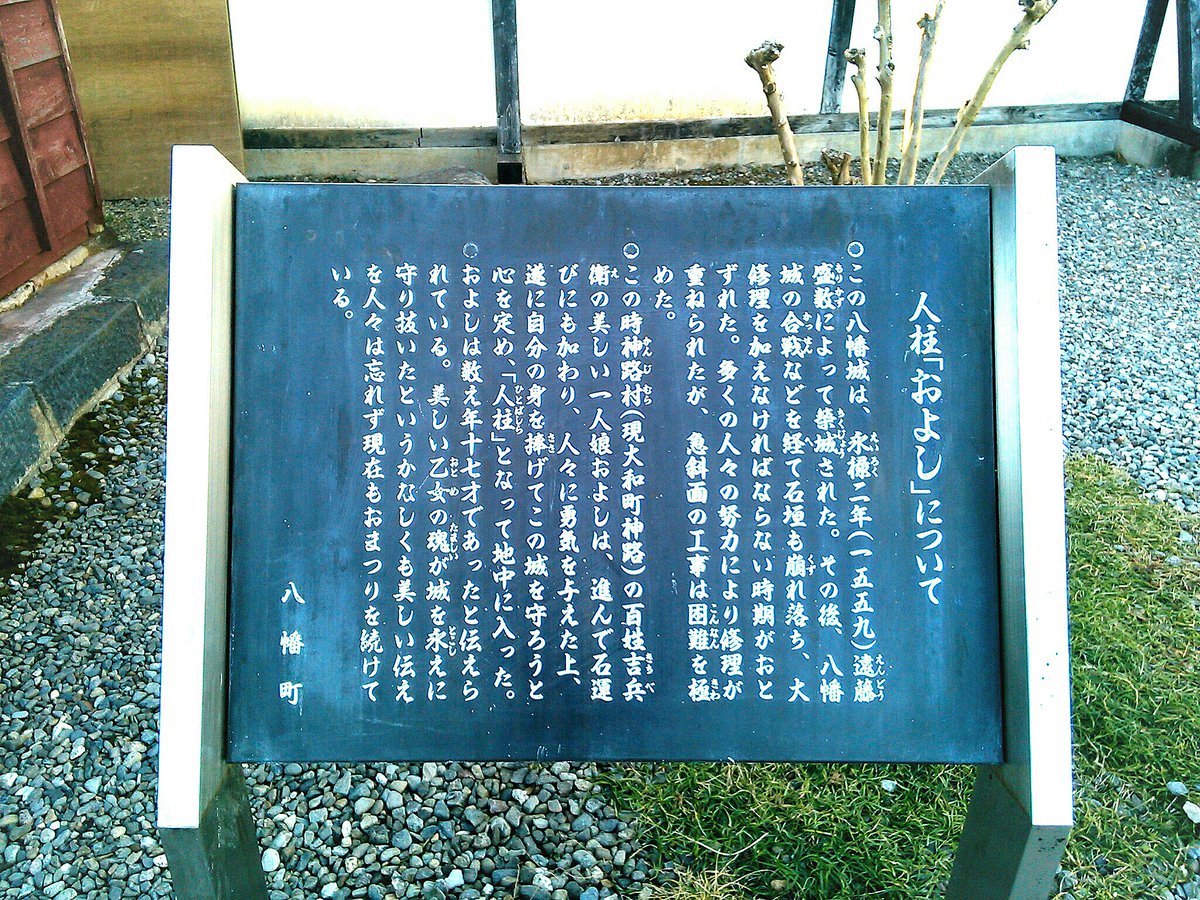 人柱「およし」について
○この八幡城は、永禄二年(一五五九)遠藤
盛数によって築城された。その後、八幡
城の合戦などを経て石垣も崩れ落ち、大
修理を加えなければならない時期がおと
ずれた。多くの人々の努力により修理が
重ねられたが、急斜面の工事は困難を極
めた。
○この時神路村(現大和町神路)の百姓吉兵
衛の美しい一人娘およしは、進んで石運
びにも加わり、人々に勇気を与えた上、
遂に自分の身を捧げてこの城を守ろうと
心を定め、「人柱」となって地中に入った。
○およしは数え年十七才であったと伝えら
れている。美しい乙女の魂が城を永えに
守り抜いたというかなしくも美しい伝え
を人々は忘れず現在もおまつりを続けて
いる。
八幡町